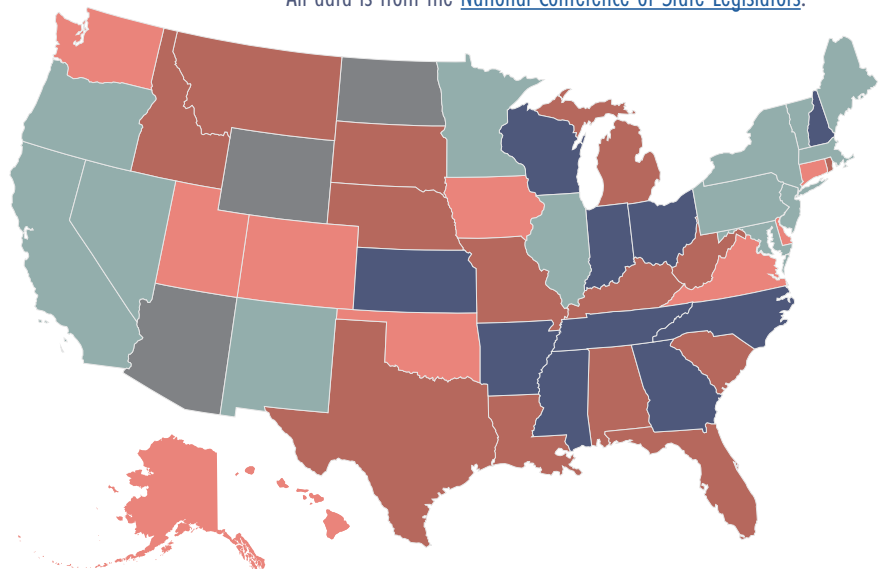 All data is from the National Conference of State Legislators.